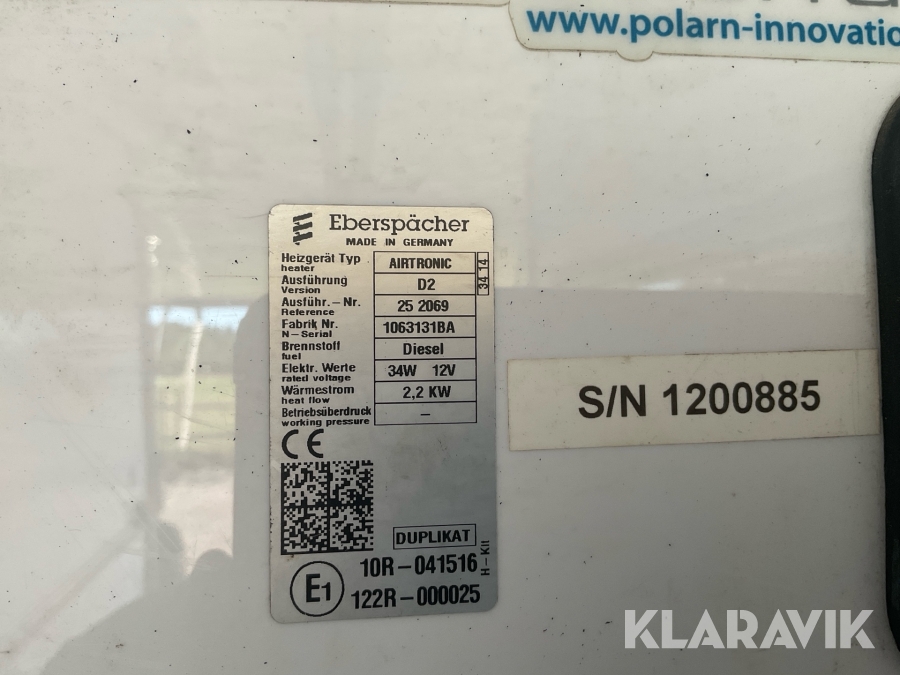 www.polarn-innovatio
Eberspächer
MADE IN GERMANY
Heizgerät Typ
heater
AIRTRONIC
34 14
Ausführung
Version
D2
Ausführ.-Nr.
Reference
25 2069
Fabrik Nr.
N-Serial
1063131BA
Brennstoff
fuel
Diesel
Elektr. Werte
rated voltage
34W 12V
Wärmestrom
heat flow
2,2 KW
Betriebsüberdruck
working pressure
–
CE
DUPLIKAT
H-Kit
10R-041516
E1
122R-000025
S/N 1200885
KLARAVIK